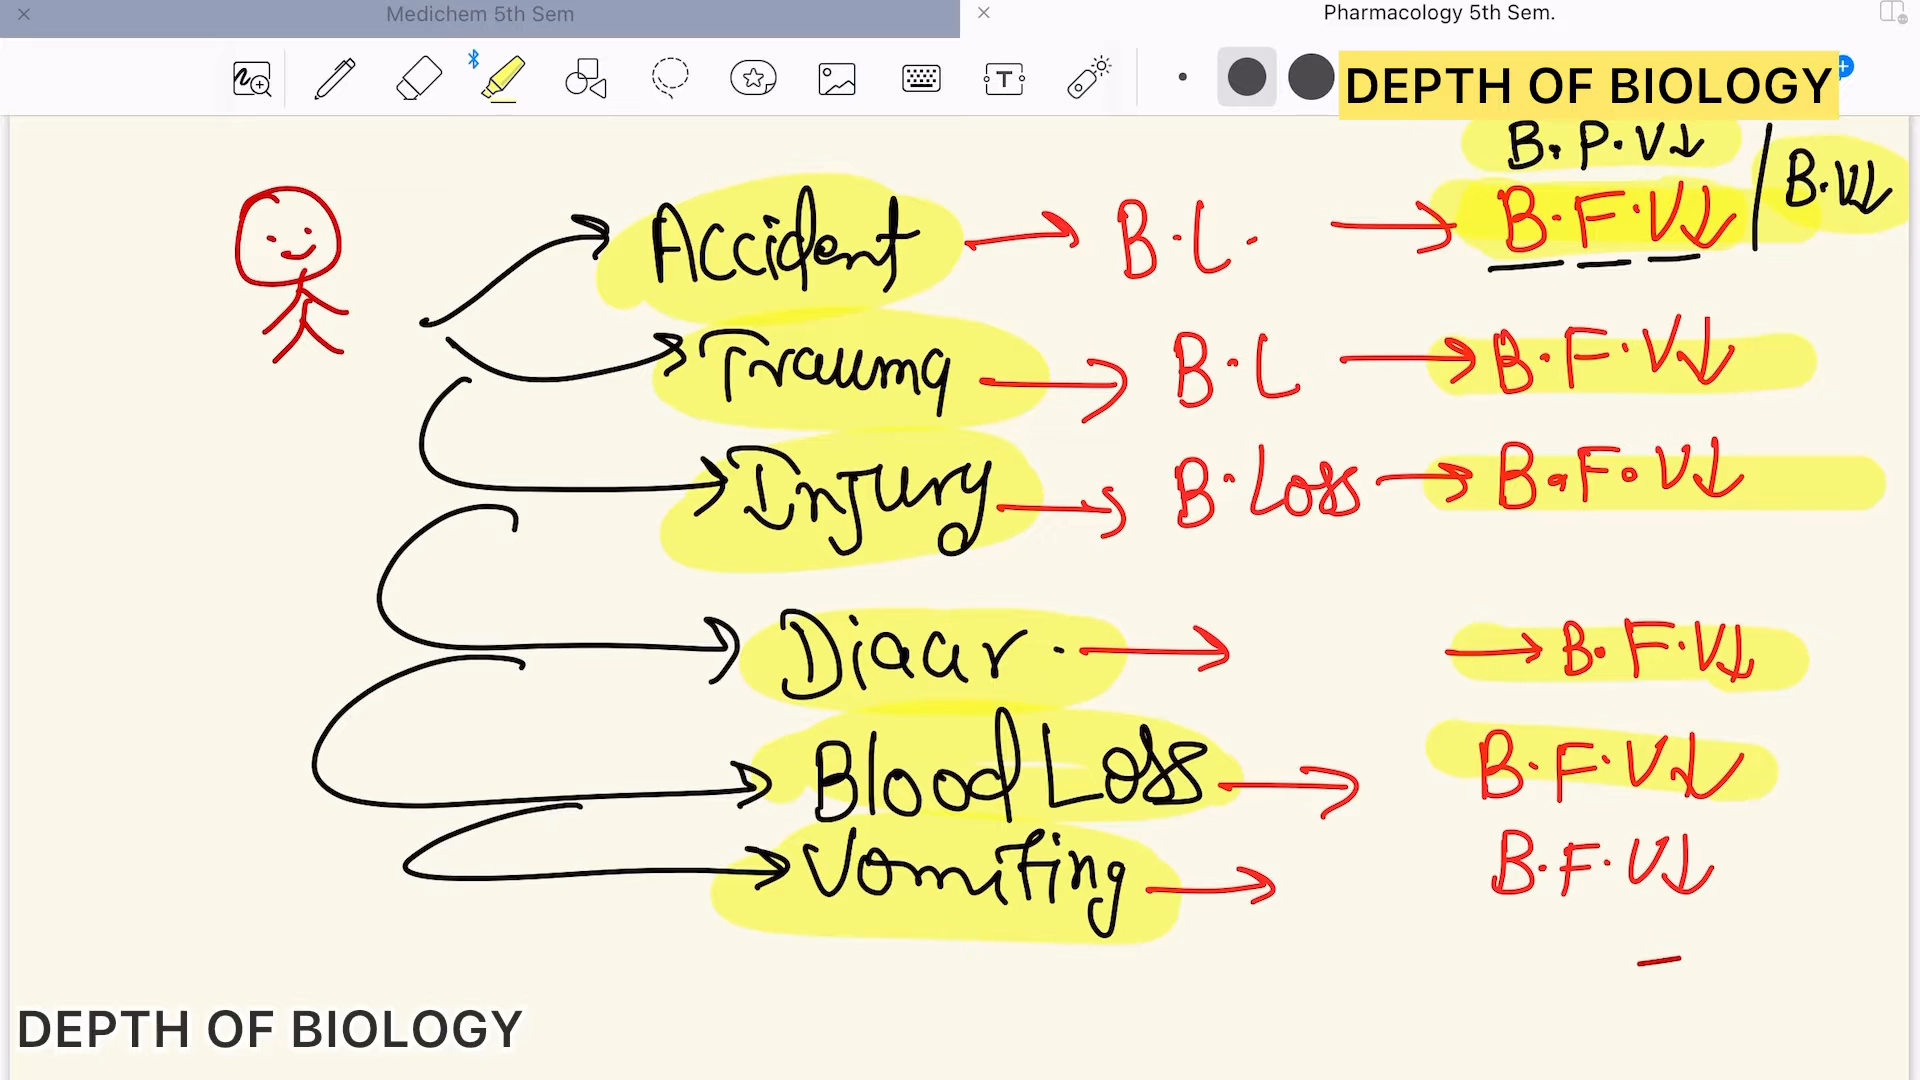 Medichem 5th Sem
Pharmacology 5th Sem.
DEPTH OF BIOLOGY
B.P.V↓
Accident → B.L. → B.F.V↓ | B.V↓
Trauma → B.L → B.F.V↓
Injury → B.Loss → B.F.V↓
Diaar. → → B.F.V↓
Blood Loss → B.F.V↓
Vomiting → B.F.V↓
DEPTH OF BIOLOGY